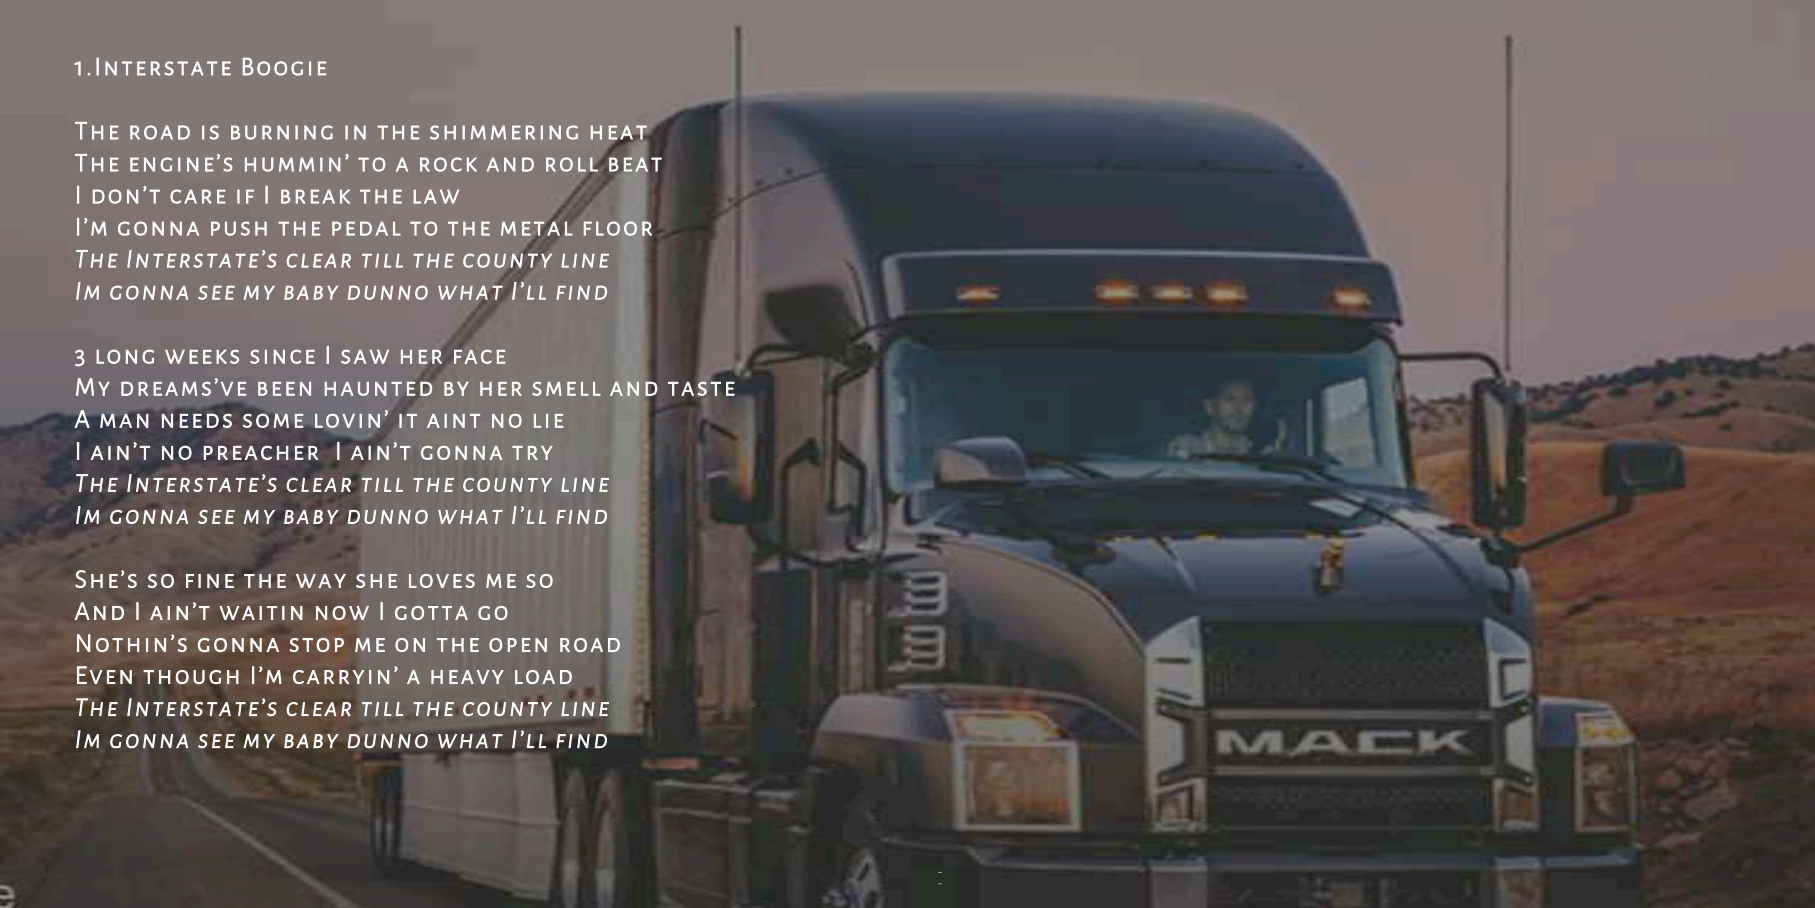 1.Interstate Boogie
The road is burning in the shimmering heat
The engine’s hummin’ to a rock and roll beat
I don’t care if I break the law
I’m gonna push the pedal to the metal floor
The Interstate’s clear till the county line
Im gonna see my baby dunno what I’ll find
3 long weeks since I saw her face
My dreams’ve been haunted by her smell and taste
A man needs some lovin’ it aint no lie
I ain’t no preacher  I ain’t gonna try
The Interstate’s clear till the county line
Im gonna see my baby dunno what I’ll find
She’s so fine the way she loves me so
And I ain’t waitin now I gotta go
Nothin’s gonna stop me on the open road
Even though I’m carryin’ a heavy load
The Interstate’s clear till the county line
Im gonna see my baby dunno what I’ll find
MACK